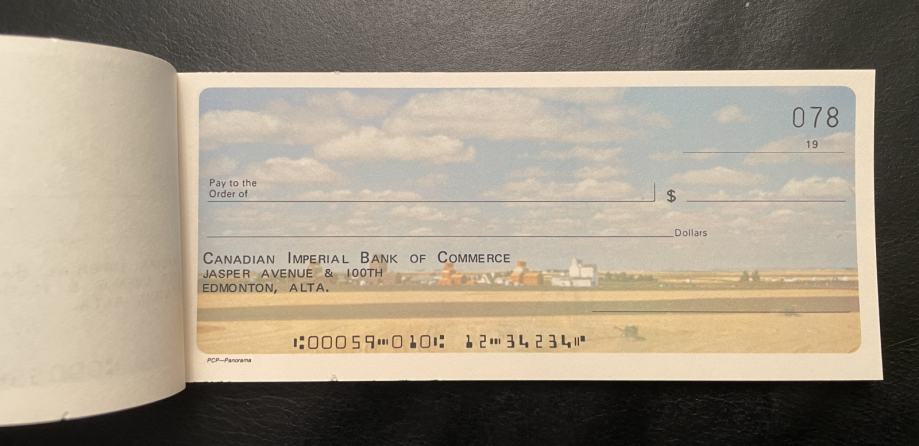 078
19
Pay to the
Order of
$
Dollars
CANADIAN IMPERIAL BANK OF COMMERCE
JASPER AVENUE & 100TH
EDMONTON, ALTA.
⑆00059⑉010⑆ 12⑉34234⑈
PCP—Panorama